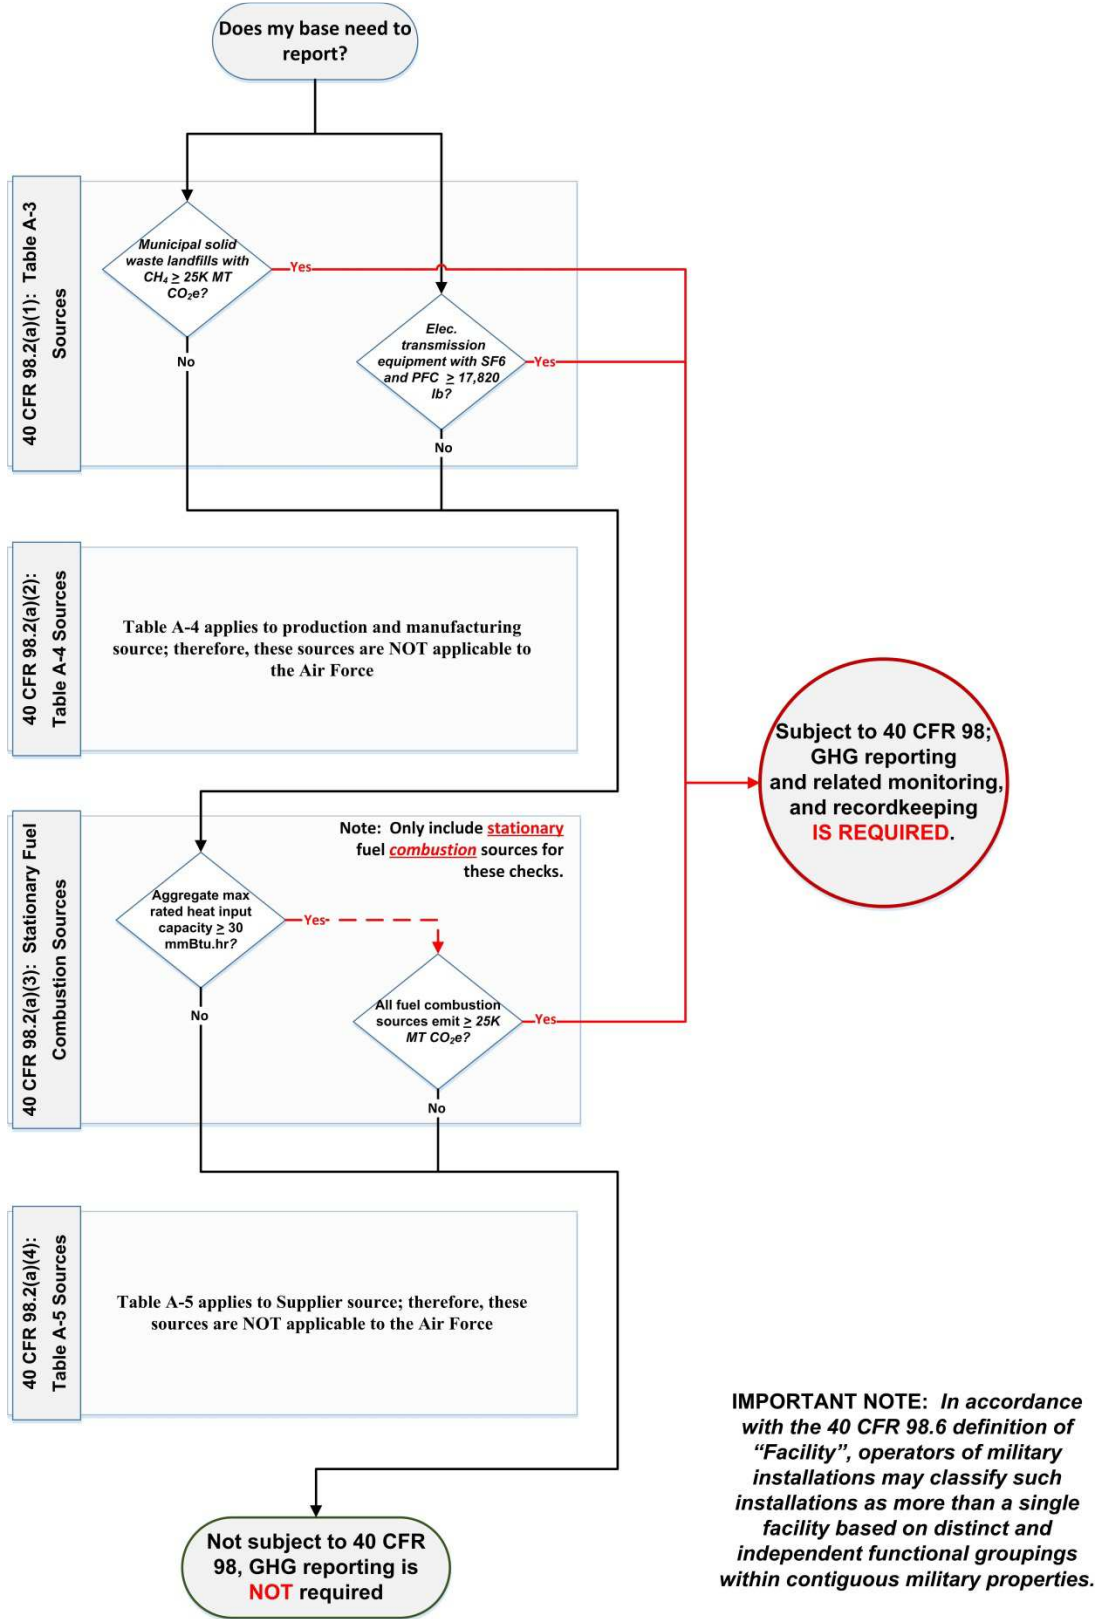 Does my base need to
report?
40 CFR 98.2(a)(1):  Table A-3
Sources
Municipal solid
waste landfills with
CH₄ ≥ 25K MT
CO₂e?
Yes
No
Elec.
transmission
equipment with SF6
and PFC  ≥ 17,820
lb?
Yes
No
40 CFR 98.2(a)(2):
Table A-4 Sources
Table A-4 applies to production and manufacturing
source; therefore, these sources are NOT applicable to
the Air Force
Subject to 40 CFR 98;
GHG reporting
and related monitoring,
and recordkeeping
IS REQUIRED.
40 CFR 98.2(a)(3):  Stationary Fuel
Combustion Sources
Note:  Only include stationary
fuel combustion sources for
these checks.
Aggregate max
rated heat input
capacity ≥ 30
mmBtu.hr?
Yes
No
All fuel combustion
sources emit ≥ 25K
MT CO₂e?
Yes
No
40 CFR 98.2(a)(4):
Table A-5 Sources
Table A-5 applies to Supplier source; therefore, these
sources are NOT applicable to the Air Force
Not subject to 40 CFR
98, GHG reporting is
NOT required
IMPORTANT NOTE:  In accordance
with the 40 CFR 98.6 definition of
“Facility”, operators of military
installations may classify such
installations as more than a single
facility based on distinct and
independent functional groupings
within contiguous military properties.